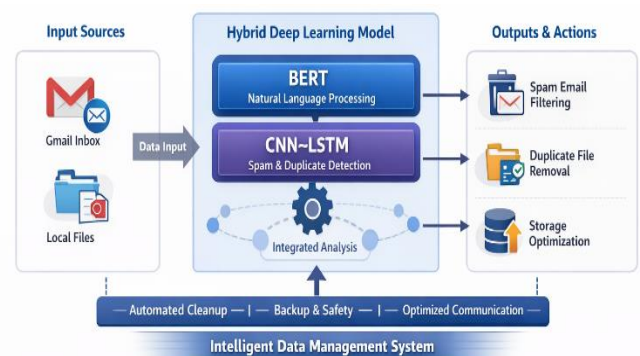 Input Sources
Gmail Inbox
Local Files
Data Input
Hybrid Deep Learning Model
BERT
Natural Language Processing
CNN~LSTM
Spam & Duplicate Detection
Integrated Analysis
Outputs & Actions
Spam Email
Filtering
Duplicate File
Removal
Storage
Optimization
— Automated Cleanup — | — Backup & Safety — | — Optimized Communication —
Intelligent Data Management System